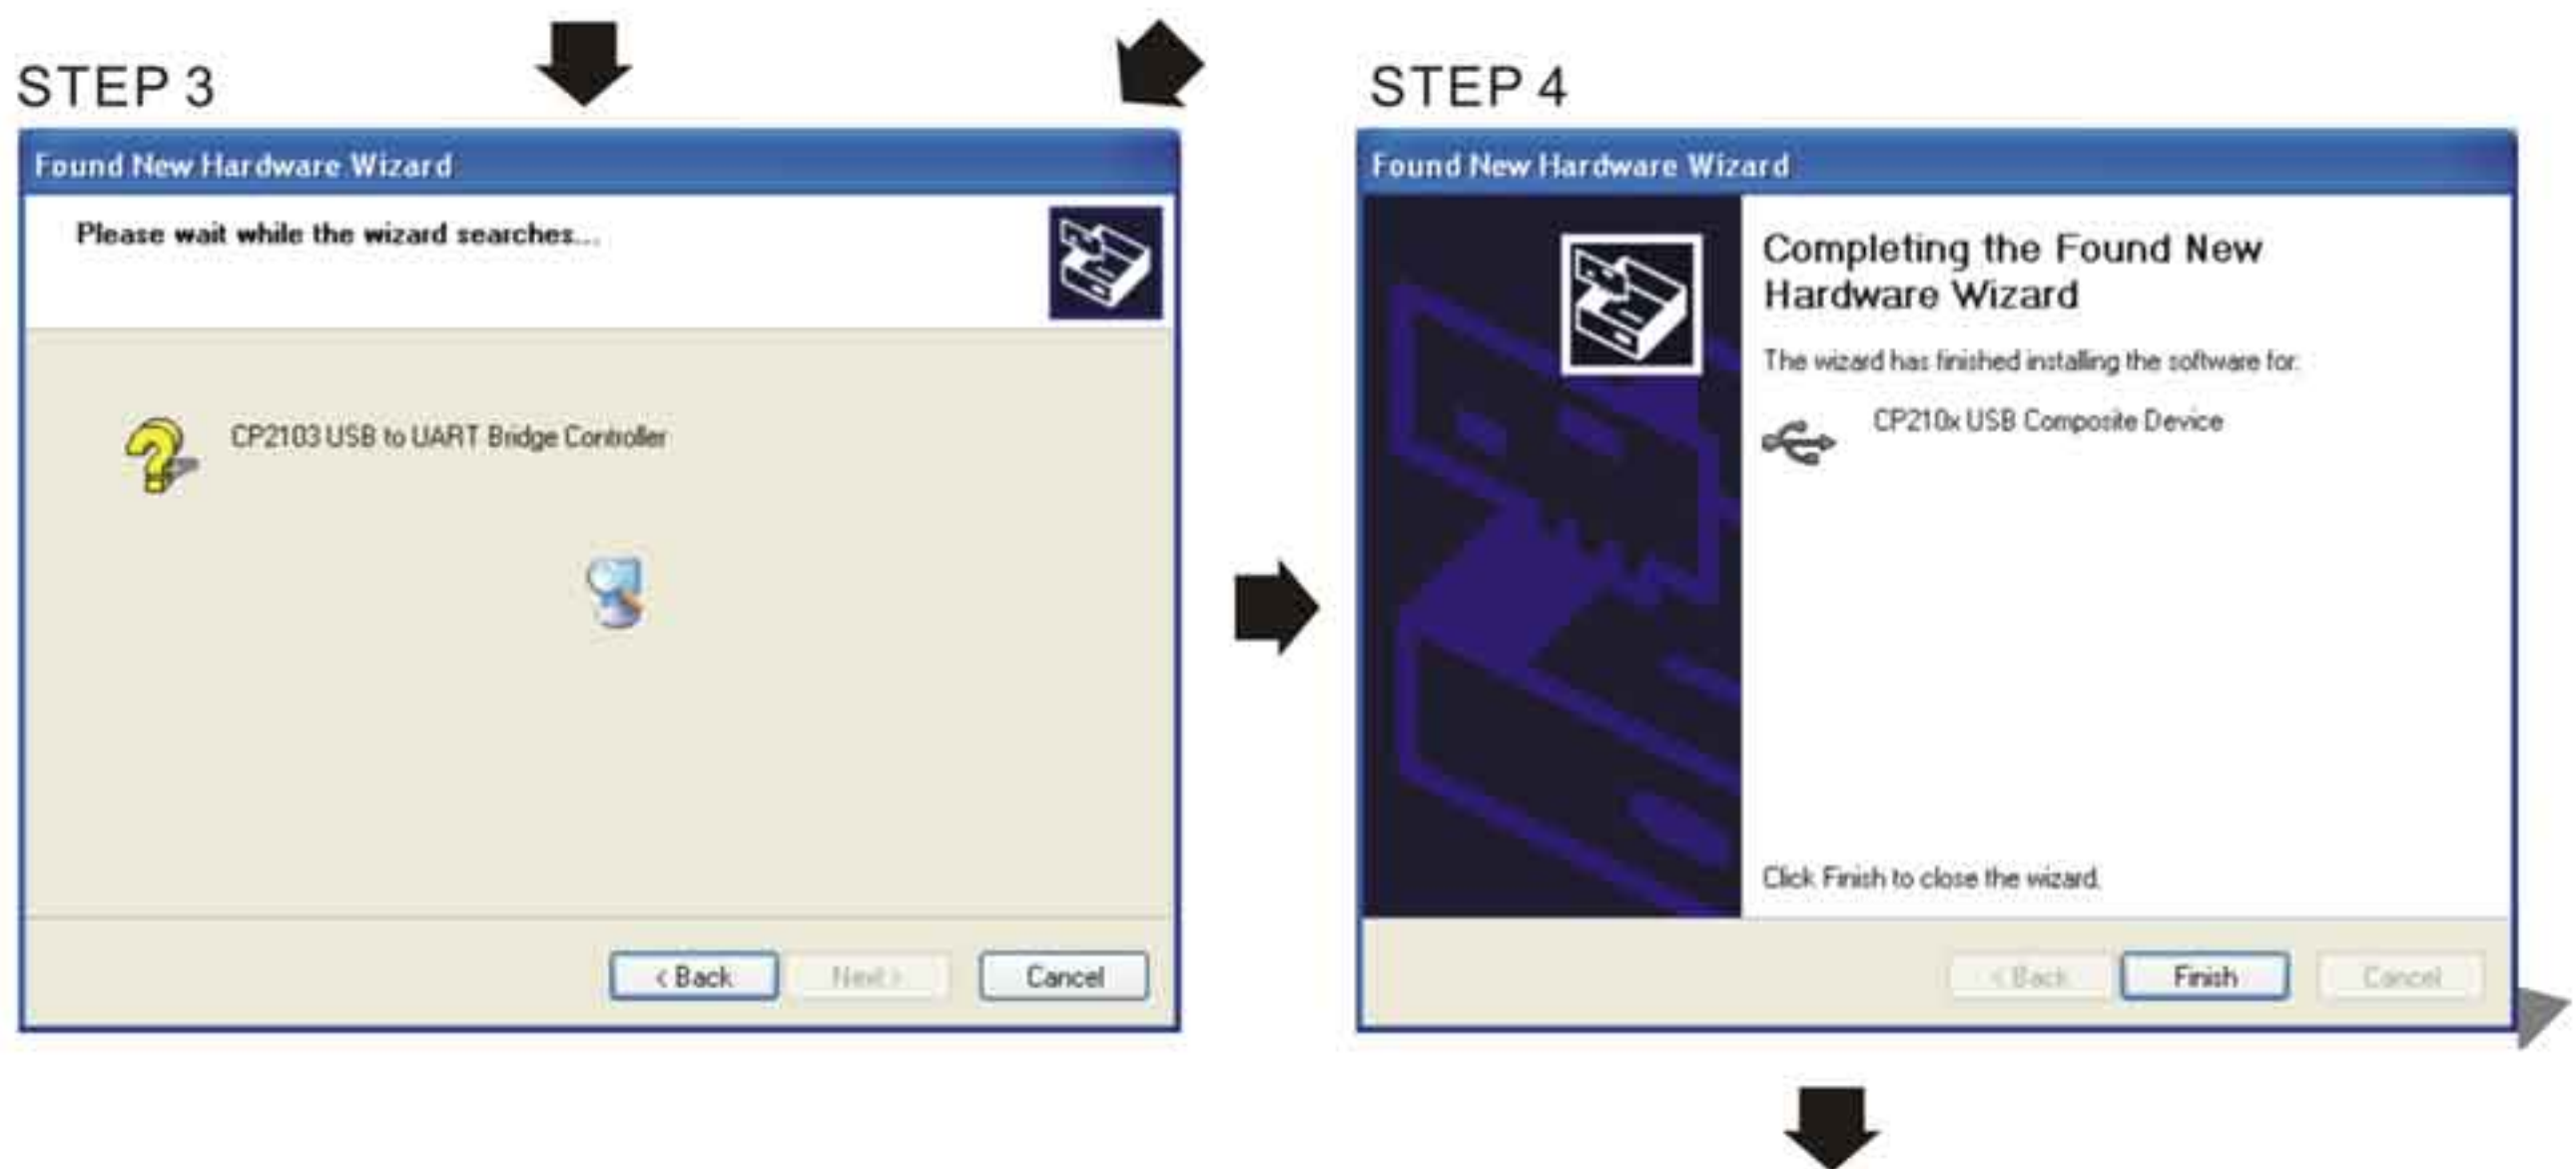 STEP 3
Found New Hardware Wizard
Please wait while the wizard searches...
CP2103 USB to UART Bridge Controller
< Back
Next >
Cancel
STEP 4
Found New Hardware Wizard
Completing the Found New
Hardware Wizard
The wizard has finished installing the software for:
CP210x USB Composite Device
Click Finish to close the wizard.
< Back
Finish
Cancel